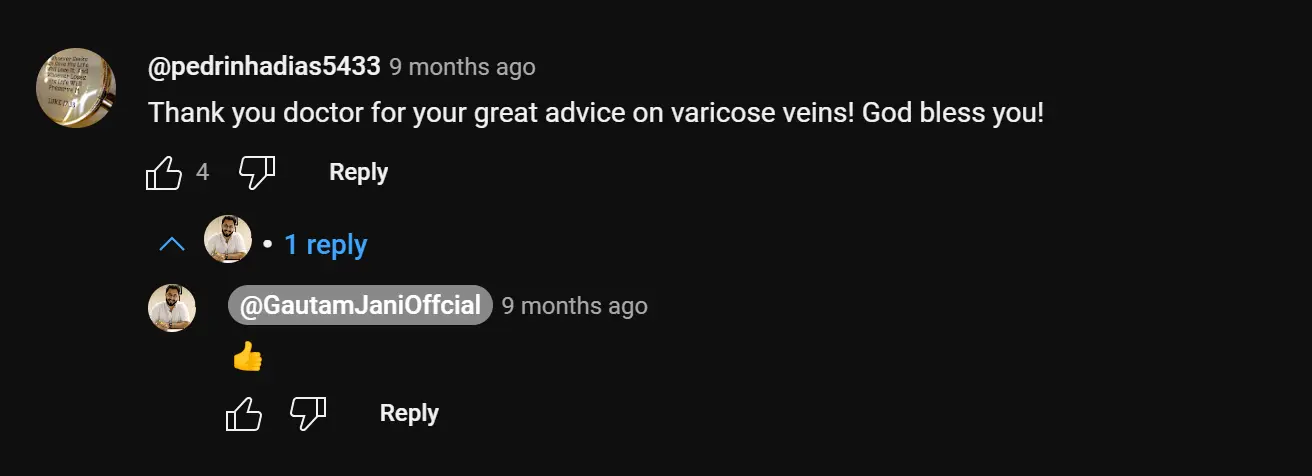 @pedrinhadias5433 9 months ago
Thank you doctor for your great advice on varicose veins! God bless you!
4 Reply
• 1 reply
@GautamJaniOffcial 9 months ago
👍
Reply